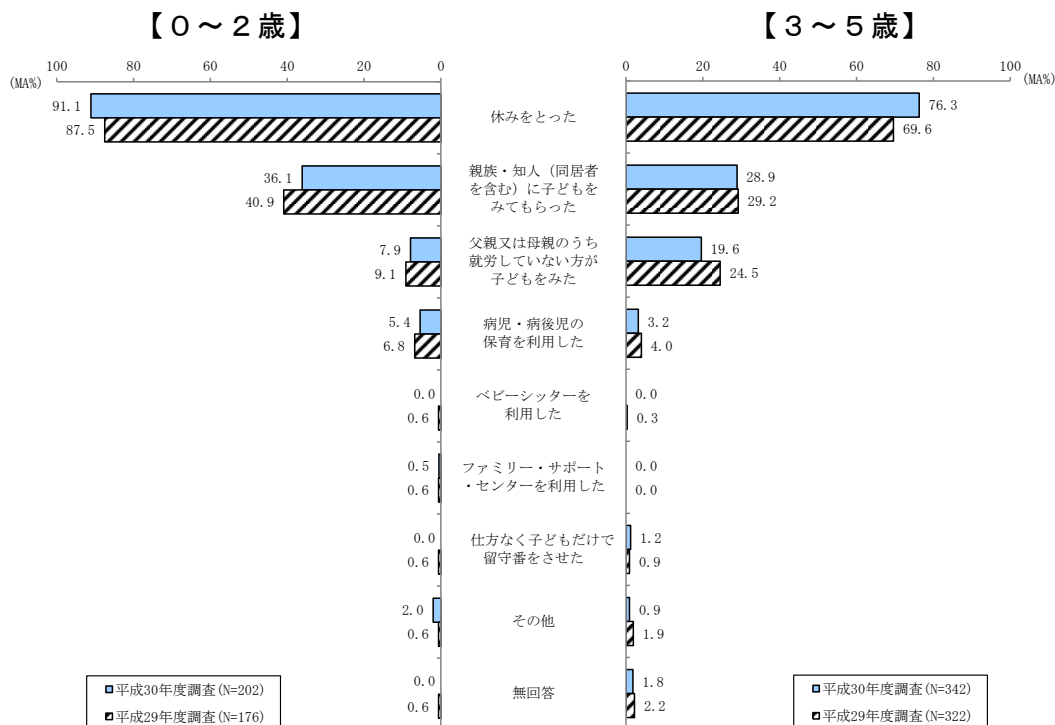 【０～２歳】
【３～５歳】
100 80 60 40 20 0
0 20 40 60 80 100
(MA%)
(MA%)
91.1
87.5
休みをとった
76.3
69.6
36.1
40.9
親族・知人（同居者
を含む）に子どもを
みてもらった
28.9
29.2
7.9
9.1
父親又は母親のうち
就労していない方が
子どもをみた
19.6
24.5
5.4
6.8
病児・病後児の
保育を利用した
3.2
4.0
0.0
0.6
ベビーシッターを
利用した
0.0
0.3
0.5
0.6
ファミリー・サポート
・センターを利用した
0.0
0.0
0.0
0.6
仕方なく子どもだけで
留守番をさせた
1.2
0.9
2.0
0.6
その他
0.9
1.9
0.0
0.6
無回答
1.8
2.2
平成30年度調査(N=202)
平成29年度調査(N=176)
平成30年度調査(N=342)
平成29年度調査(N=322)